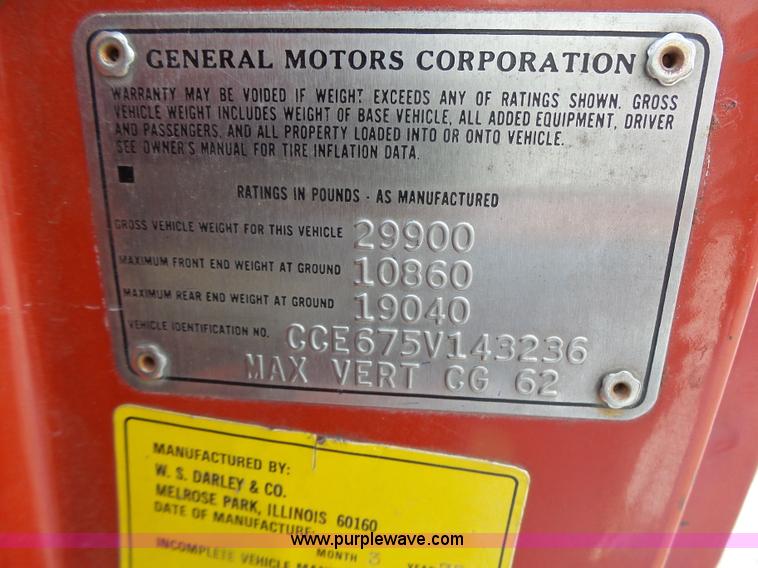 GENERAL MOTORS CORPORATION
WARRANTY MAY BE VOIDED IF WEIGHT EXCEEDS ANY OF RATINGS SHOWN. GROSS
VEHICLE WEIGHT INCLUDES WEIGHT OF BASE VEHICLE, ALL ADDED EQUIPMENT, DRIVER
AND PASSENGERS, AND ALL PROPERTY LOADED INTO OR ONTO VEHICLE.
SEE OWNER'S MANUAL FOR TIRE INFLATION DATA.
RATINGS IN POUNDS - AS MANUFACTURED
GROSS VEHICLE WEIGHT FOR THIS VEHICLE 29900
MAXIMUM FRONT END WEIGHT AT GROUND 10860
MAXIMUM REAR END WEIGHT AT GROUND 19040
VEHICLE IDENTIFICATION NO. CCE675V143236
MAX VERT CG 62
MANUFACTURED BY:
W. S. DARLEY & CO.
MELROSE PARK, ILLINOIS 60160
DATE OF MANUFACTURE:
MONTH 3 YEAR
INCOMPLETE VEHICLE
www.purplewave.com